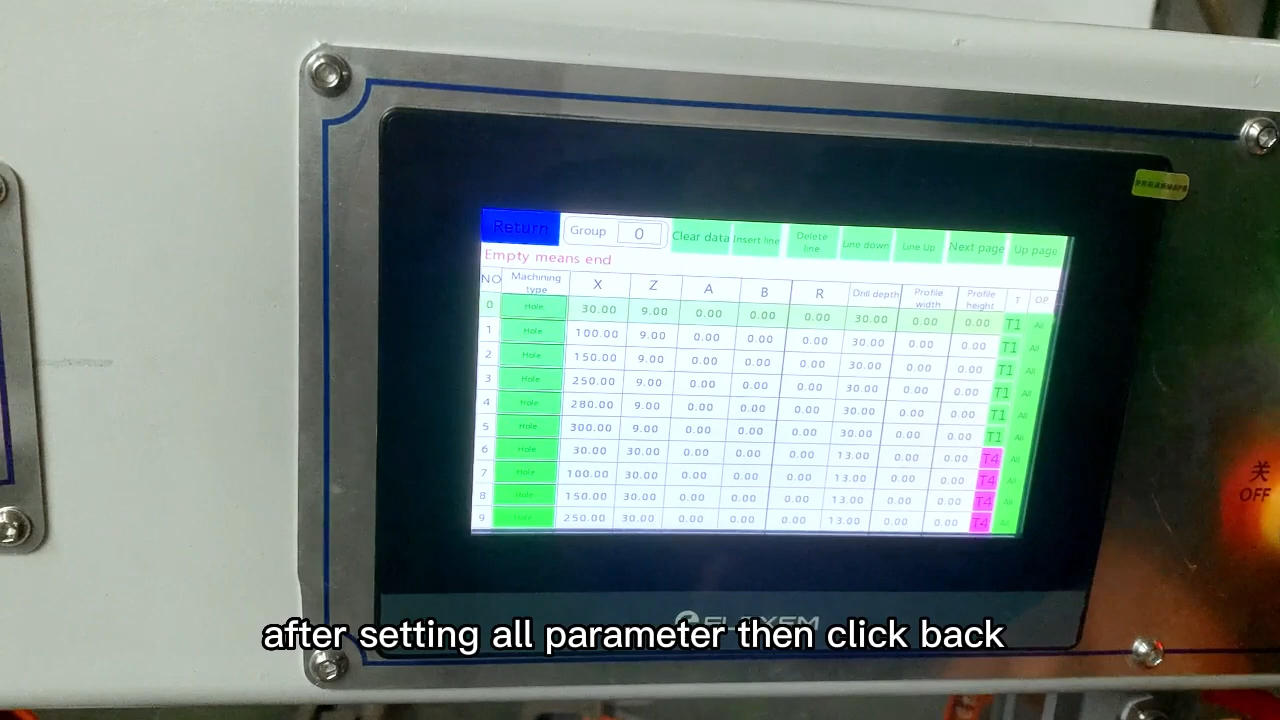 Return Group 0 Clear data Insert line Delete line Line down Line Up Next page Up page
Empty means end
NO Machining type X Z A B R Drill depth Profile width Profile height T OP
0 Hole 30.00 9.00 0.00 0.00 0.00 30.00 0.00 0.00 T1 All
1 Hole 100.00 9.00 0.00 0.00 0.00 30.00 0.00 0.00 T1 All
2 Hole 150.00 9.00 0.00 0.00 0.00 30.00 0.00 0.00 T1 All
3 Hole 250.00 9.00 0.00 0.00 0.00 30.00 0.00 0.00 T1 All
4 Hole 280.00 9.00 0.00 0.00 0.00 30.00 0.00 0.00 T1 All
5 Hole 300.00 9.00 0.00 0.00 0.00 30.00 0.00 0.00 T1 All
6 Hole 30.00 30.00 0.00 0.00 0.00 13.00 0.00 0.00 T4 All
7 Hole 100.00 30.00 0.00 0.00 0.00 13.00 0.00 0.00 T4 All
8 Hole 150.00 30.00 0.00 0.00 0.00 13.00 0.00 0.00 T4 All
9 Hole 250.00 30.00 0.00 0.00 0.00 13.00 0.00 0.00 T4 All
关
OFF
after setting all parameter then click back